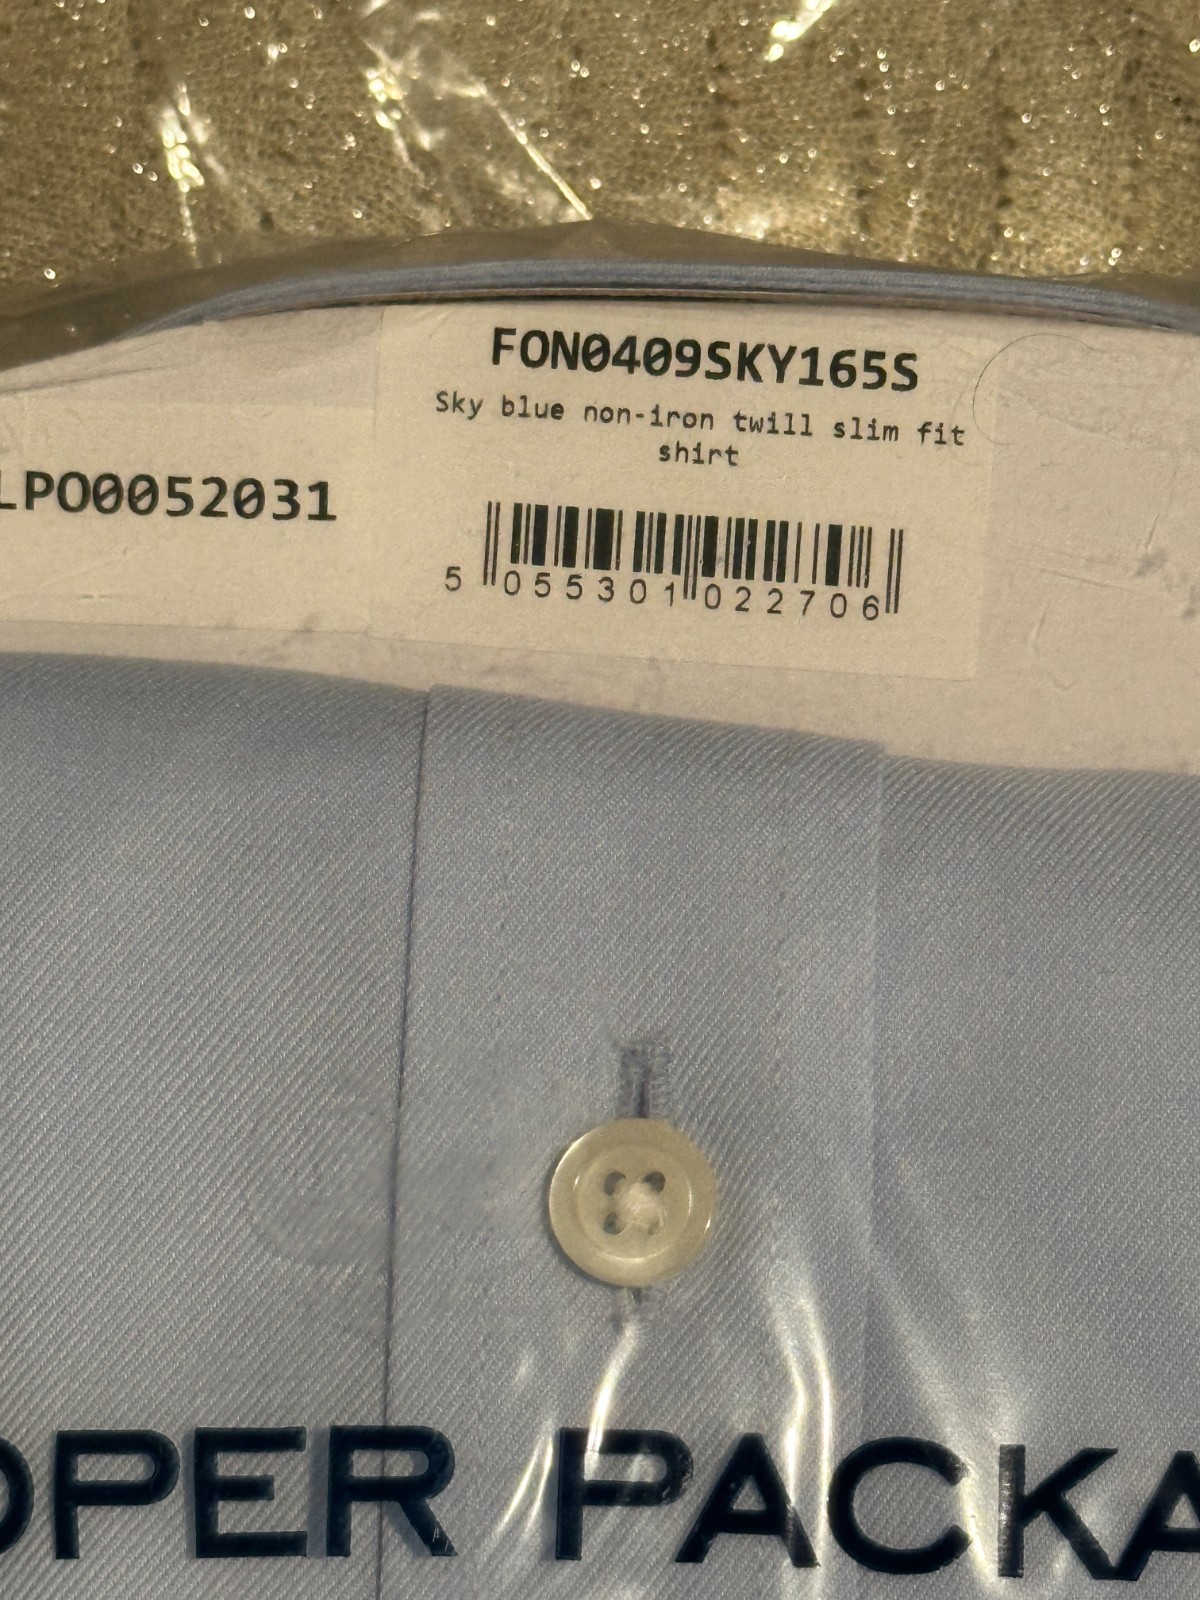 FON0409SKY165S
Sky blue non-iron twill slim fit
shirt
LPO0052031
5 055301 022706
OPER PACKA